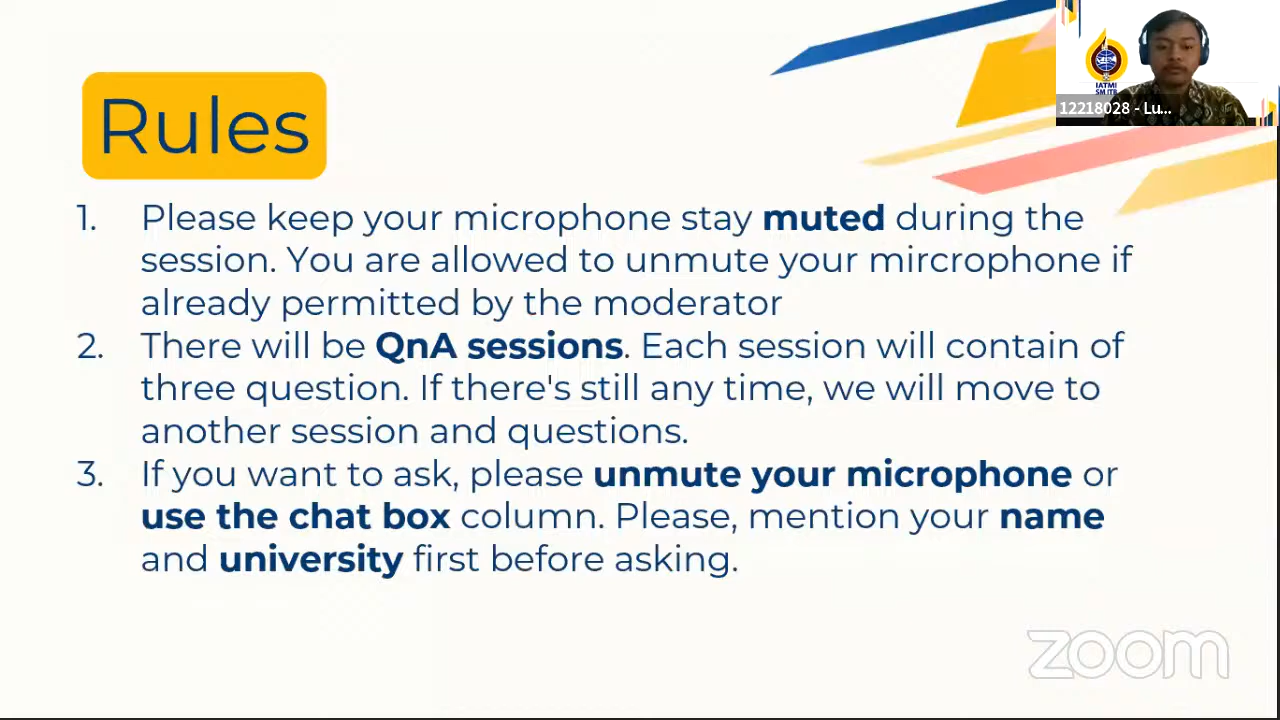 Rules
1. Please keep your microphone stay muted during the
session. You are allowed to unmute your mircrophone if
already permitted by the moderator
2. There will be QnA sessions. Each session will contain of
three question. If there's still any time, we will move to
another session and questions.
3. If you want to ask, please unmute your microphone or
use the chat box column. Please, mention your name
and university first before asking.
IATMI
SM ITB
12218028 - Lu...
zoom